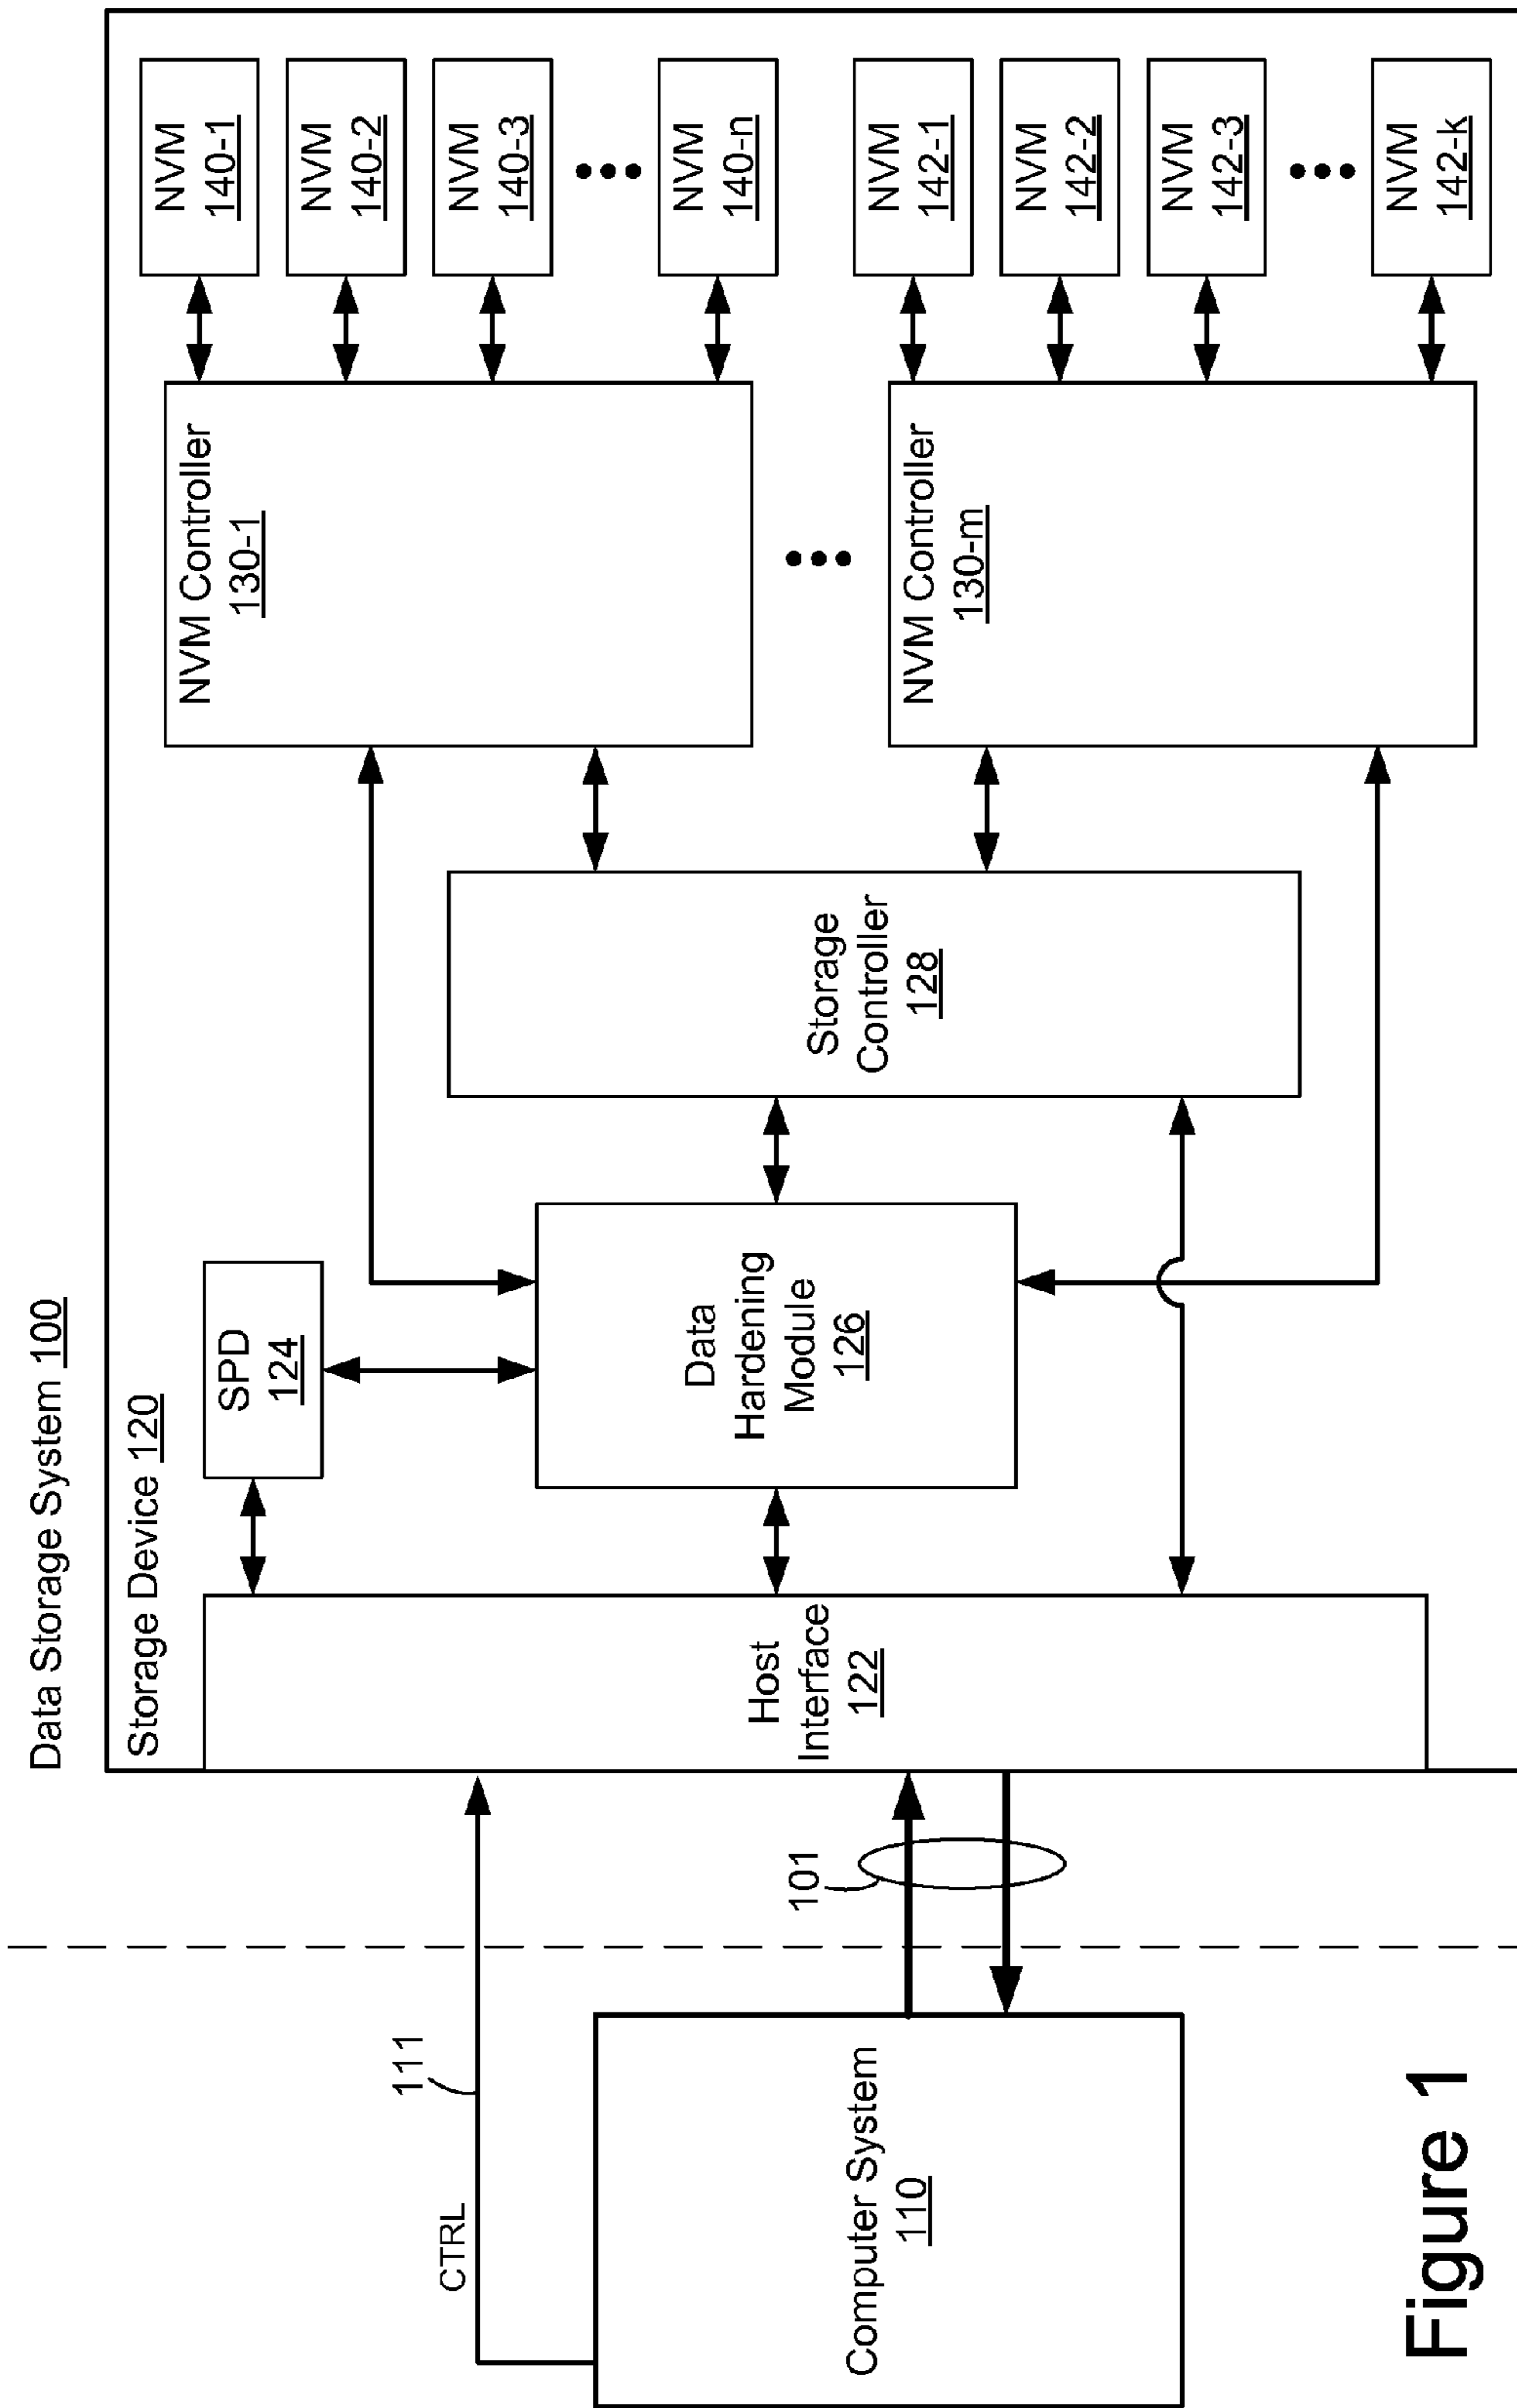 Data Storage System 100
Storage Device 120
Computer System
110
CTRL
111
101
Host
Interface
122
SPD
124
Data
Hardening
Module
126
Storage
Controller
128
NVM Controller
130-1
NVM Controller
130-m
NVM
140-1
NVM
140-2
NVM
140-3
NVM
140-n
NVM
142-1
NVM
142-2
NVM
142-3
NVM
142-k
Figure 1